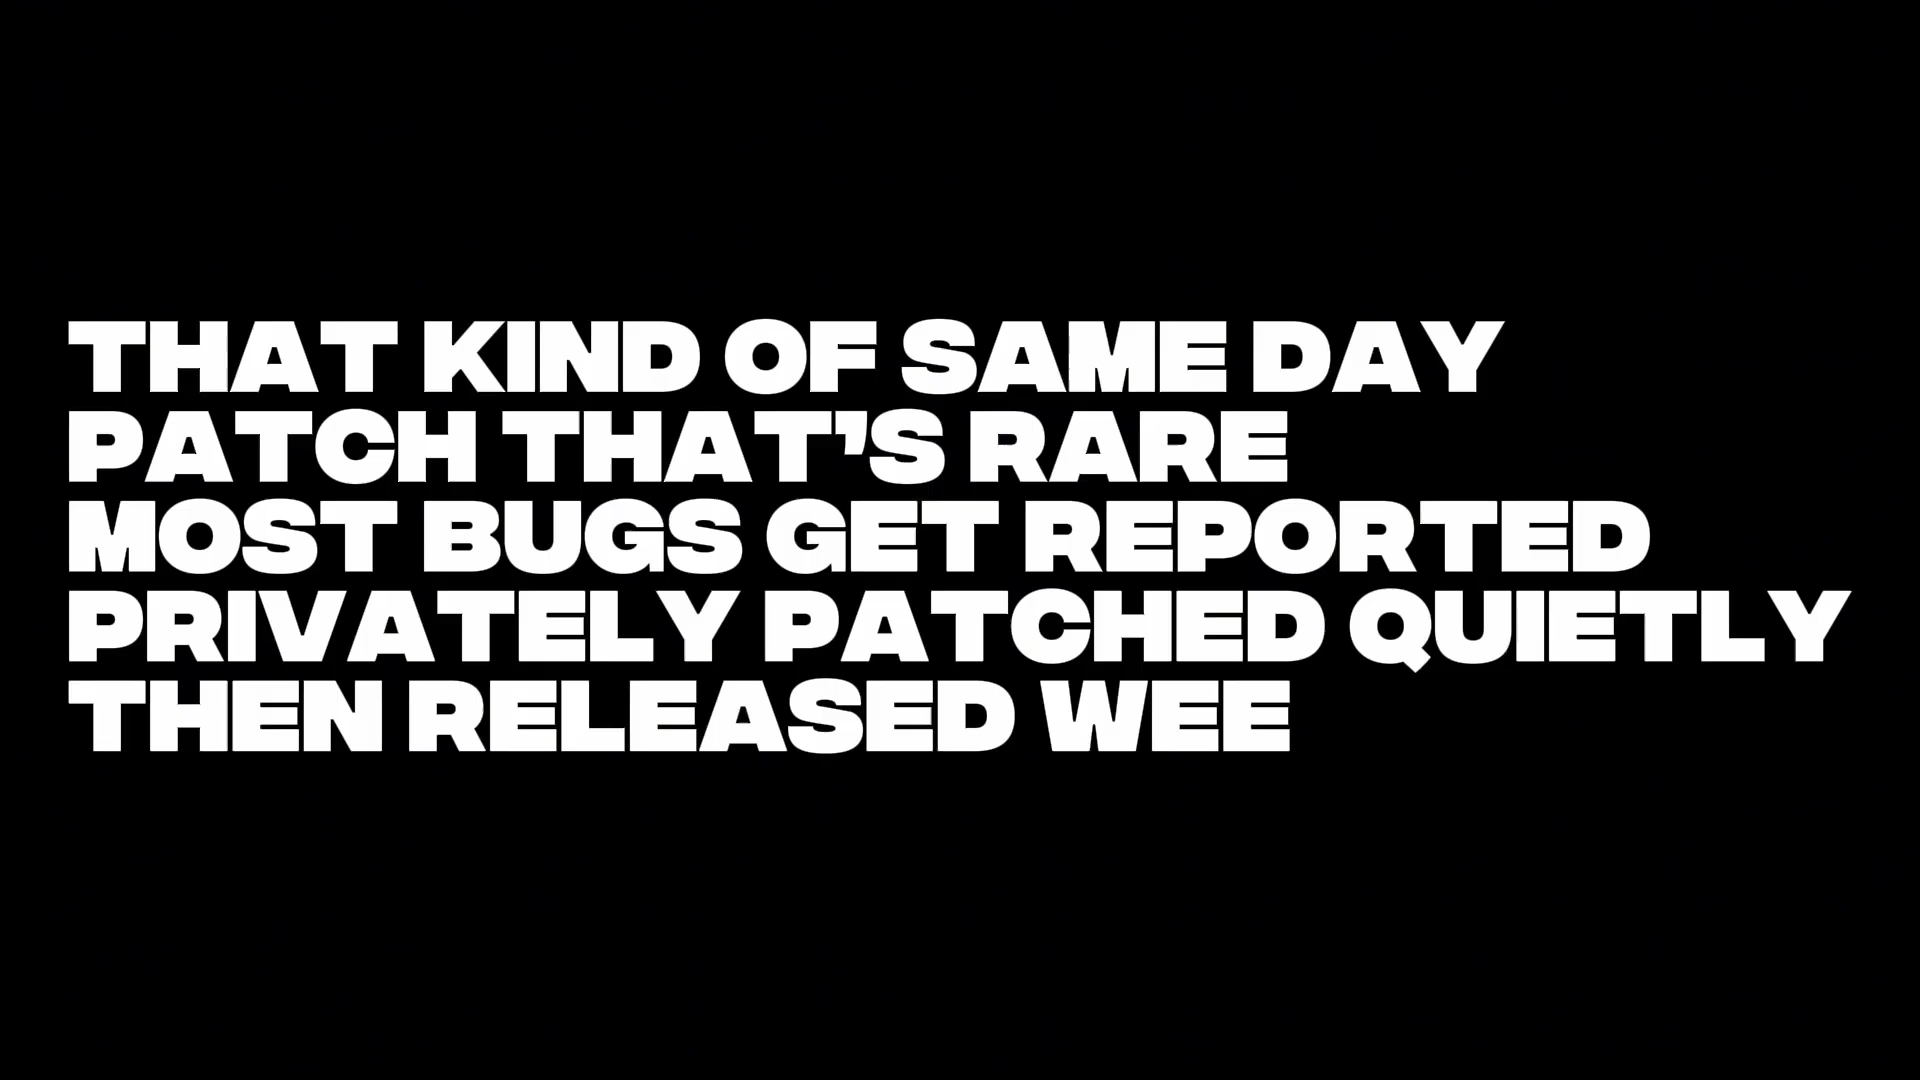 THAT KIND OF SAME DAY
PATCH THAT'S RARE
MOST BUGS GET REPORTED
PRIVATELY PATCHED QUIETLY
THEN RELEASED WEE